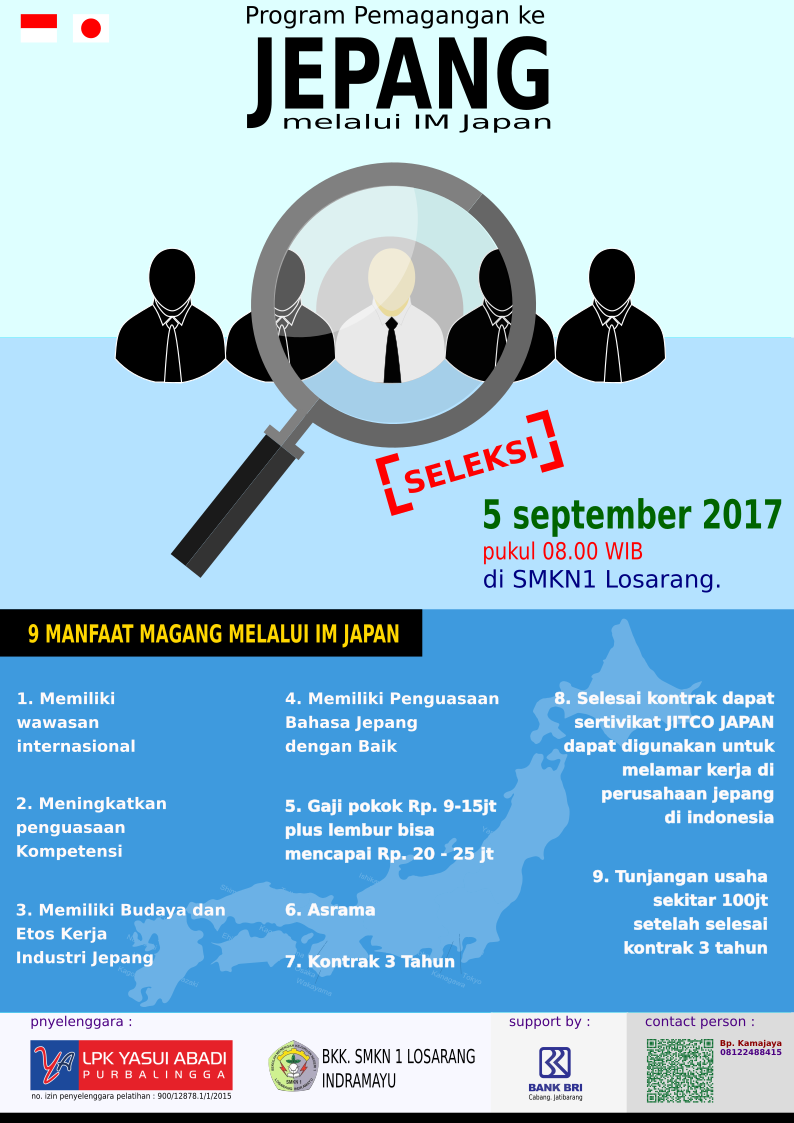 Program Pemagangan ke
JEPANG
melalui IM Japan
SELEKSI
5 september 2017
pukul 08.00 WIB
di SMKN1 Losarang.
9 MANFAAT MAGANG MELALUI IM JAPAN
1. Memiliki
wawasan
internasional
2. Meningkatkan
penguasaan
Kompetensi
3. Memiliki Budaya dan
Etos Kerja
Industri Jepang
4. Memiliki Penguasaan
Bahasa Jepang
dengan Baik
5. Gaji pokok Rp. 9-15jt
plus lembur bisa
mencapai Rp. 20 - 25 jt
6. Asrama
7. Kontrak 3 Tahun
8. Selesai kontrak dapat
sertivikat JITCO JAPAN
dapat digunakan untuk
melamar kerja di
perusahaan jepang
di indonesia
9. Tunjangan usaha
sekitar 100jt
setelah selesai
kontrak 3 tahun
Tokyo
Kanagawa
Wakayama
pnyelenggara :
LPK YASUI ABADI
PURBALINGGA
no. izin penyelenggara pelatihan : 900/12878.1/1/2015
SMKN I
BKK. SMKN 1 LOSARANG
INDRAMAYU
support by :
BANK BRI
Cabang. Jatibarang
contact person :
Bp. Kamajaya
08122488415